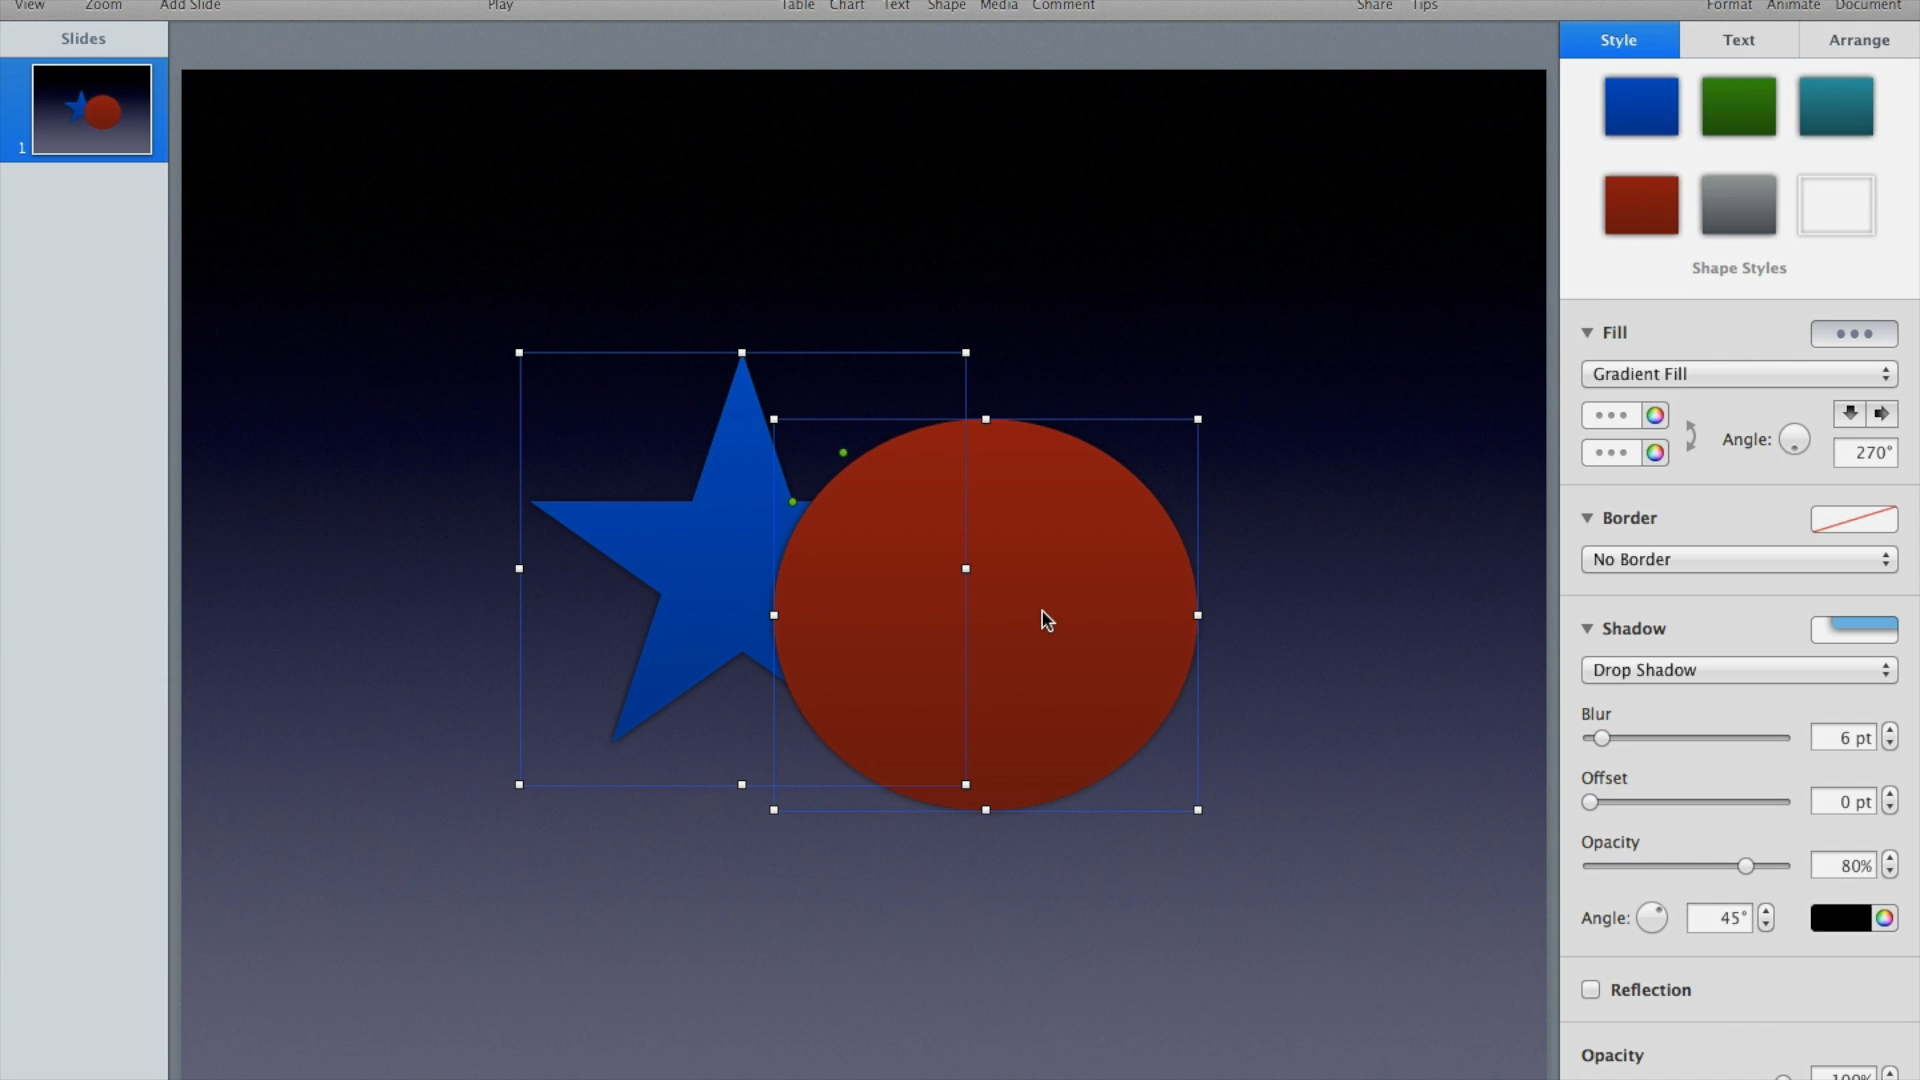 View Zoom Add Slide Play Table Chart Text Shape Media Comment Share Tips Format Animate Document
Slides
1
Style Text Arrange
Shape Styles
Fill
Gradient Fill
Angle:
270°
Border
No Border
Shadow
Drop Shadow
Blur
6 pt
Offset
0 pt
Opacity
80%
Angle: 45°
Reflection
Opacity
100%